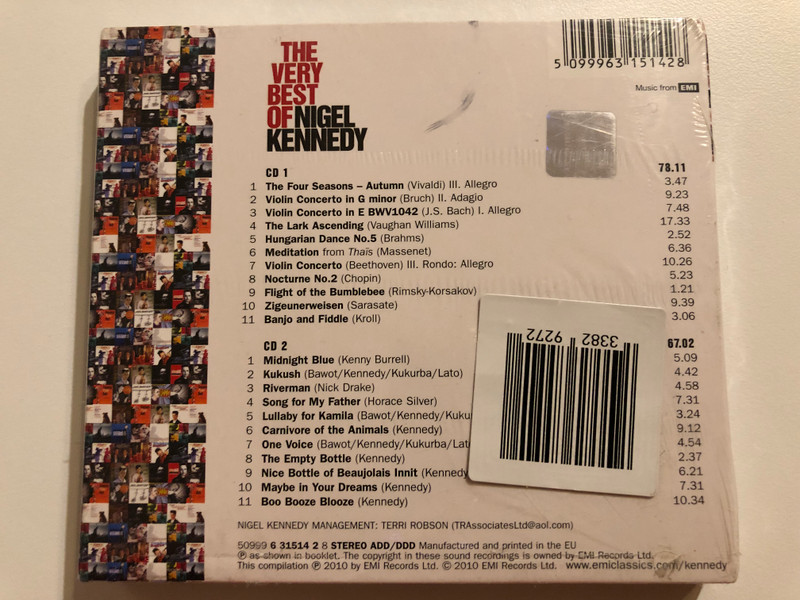 THE
VERY
BEST
OF NIGEL
KENNEDY
5 099963 151428
Music from EMI
CD 1 78.11
1 The Four Seasons – Autumn (Vivaldi) III. Allegro 3.47
2 Violin Concerto in G minor (Bruch) II. Adagio 9.23
3 Violin Concerto in E BWV1042 (J.S. Bach) I. Allegro 7.48
4 The Lark Ascending (Vaughan Williams) 17.33
5 Hungarian Dance No.5 (Brahms) 2.52
6 Meditation from Thaïs (Massenet) 6.36
7 Violin Concerto (Beethoven) III. Rondo: Allegro 10.26
8 Nocturne No.2 (Chopin) 5.23
9 Flight of the Bumblebee (Rimsky-Korsakov) 1.21
10 Zigeunerweisen (Sarasate) 9.39
11 Banjo and Fiddle (Kroll) 3.06
3382 9272
CD 2 67.02
1 Midnight Blue (Kenny Burrell) 5.09
2 Kukush (Bawot/Kennedy/Kukurba/Lato) 4.42
3 Riverman (Nick Drake) 4.58
4 Song for My Father (Horace Silver) 7.31
5 Lullaby for Kamila (Bawot/Kennedy/Kuku 3.24
6 Carnivore of the Animals (Kennedy) 9.12
7 One Voice (Bawot/Kennedy/Kukurba/Lat 4.54
8 The Empty Bottle (Kennedy) 2.37
9 Nice Bottle of Beaujolais Innit (Kennedy 6.21
10 Maybe in Your Dreams (Kennedy) 7.31
11 Boo Booze Blooze (Kennedy) 10.34
NIGEL KENNEDY MANAGEMENT: TERRI ROBSON (TRAssociatesLtd@aol.com)
50999 6 31514 2 8 STEREO ADD/DDD Manufactured and printed in the EU
℗ as shown in booklet. The copyright in these sound recordings is owned by EMI Records Ltd.
This compilation ℗ 2010 by EMI Records Ltd. © 2010 EMI Records Ltd. www.emiclassics.com/kennedy